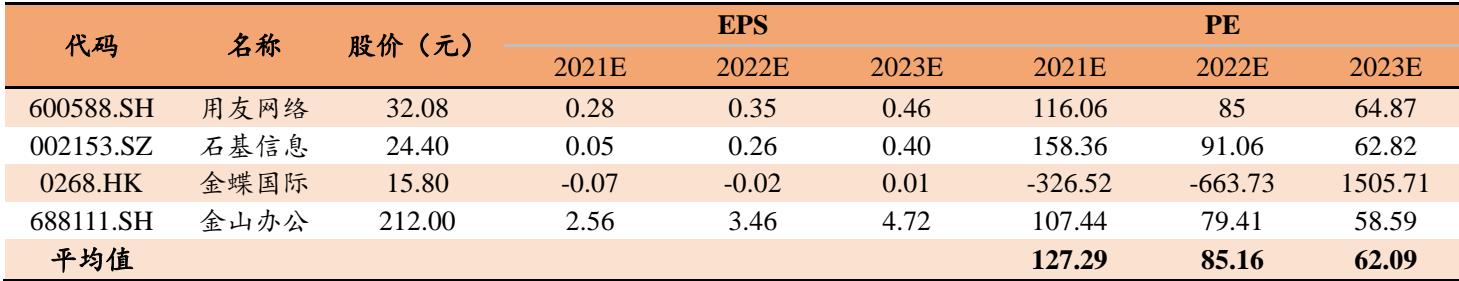 代码 名称 股价（元） EPS PE
2021E 2022E 2023E 2021E 2022E 2023E
600588.SH 用友网络 32.08 0.28 0.35 0.46 116.06 85 64.87
002153.SZ 石基信息 24.40 0.05 0.26 0.40 158.36 91.06 62.82
0268.HK 金蝶国际 15.80 -0.07 -0.02 0.01 -326.52 -663.73 1505.71
688111.SH 金山办公 212.00 2.56 3.46 4.72 107.44 79.41 58.59
平均值 127.29 85.16 62.09